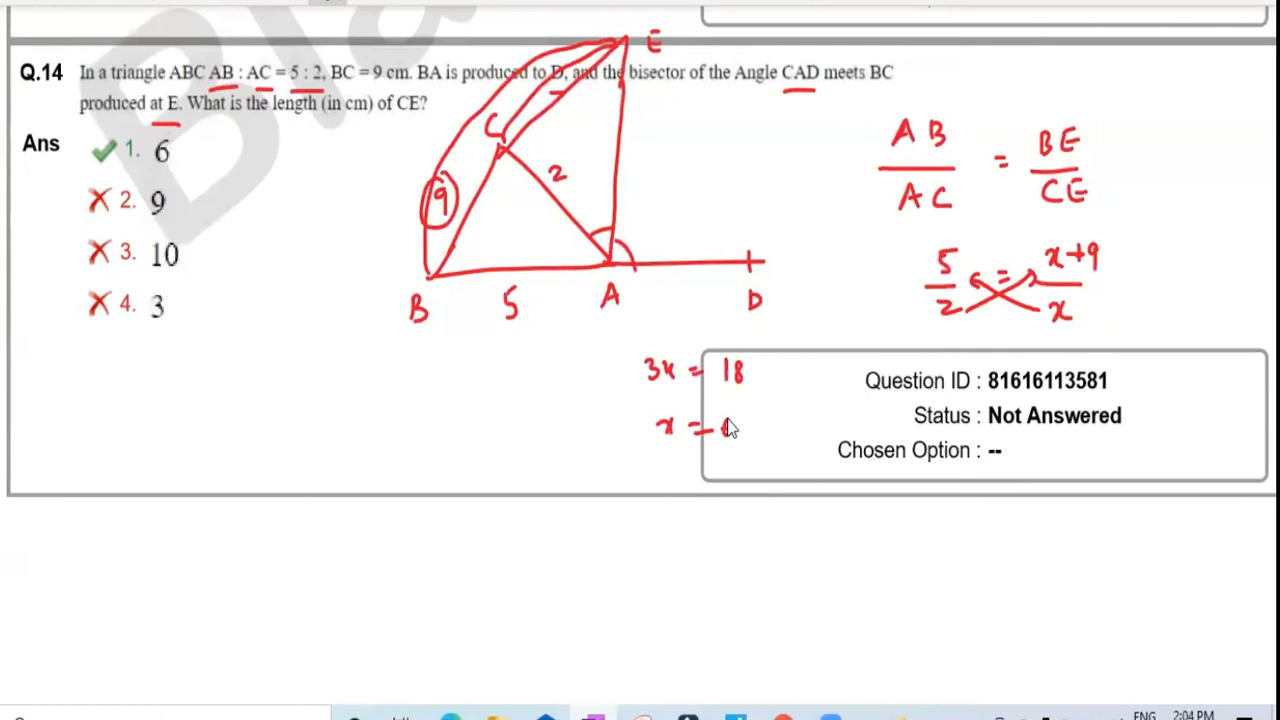 Q.14 In a triangle ABC AB : AC = 5 : 2, BC = 9 cm. BA is produced to D, and the bisector of the Angle CAD meets BC
produced at E. What is the length (in cm) of CE?
Ans
1. 6
2. 9
3. 10
4. 3
E
C
9
2
B
5
A
D
AB / AC = BE / CE
5 / 2 = x+9 / x
3x = 18
x =
Question ID : 81616113581
Status : Not Answered
Chosen Option : --
ENG 2:04 PM